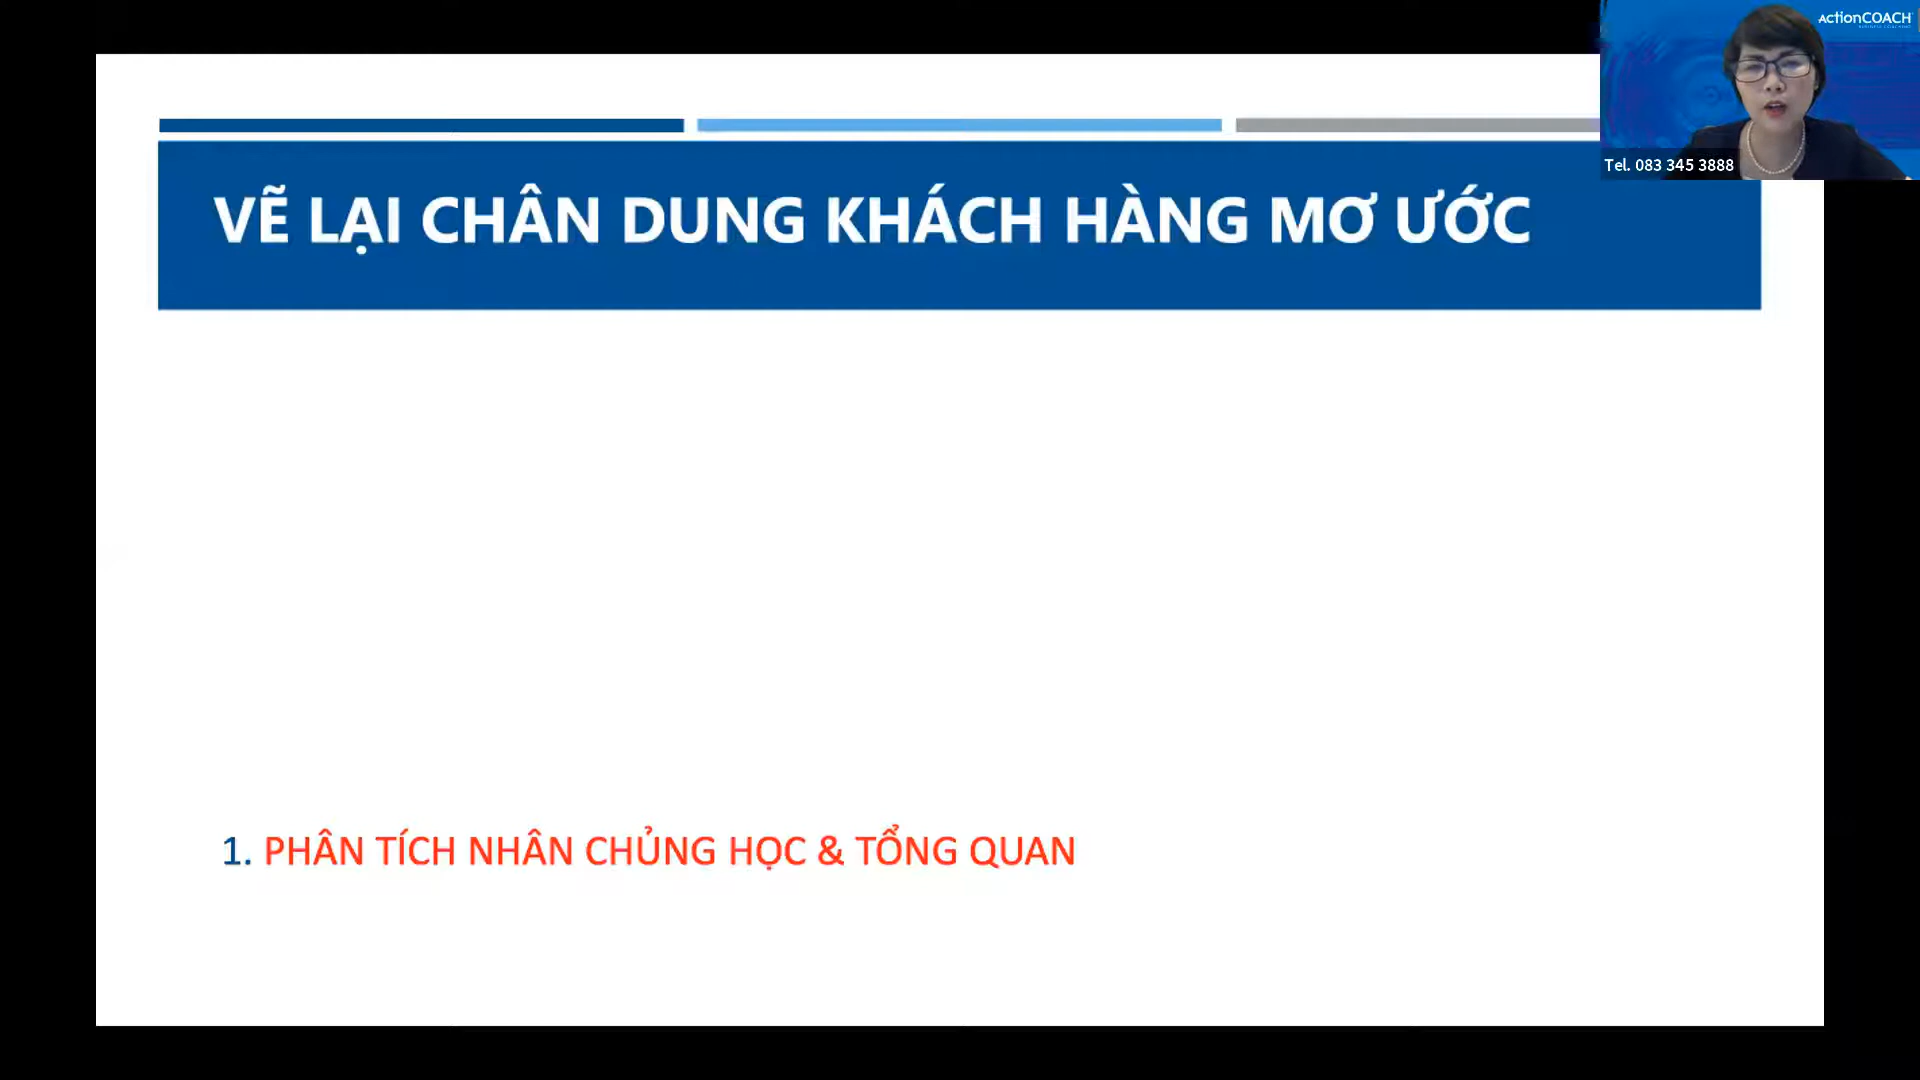 ActionCOACH
Tel. 083 345 3888
VẼ LẠI CHÂN DUNG KHÁCH HÀNG MƠ ƯỚC
1. PHÂN TÍCH NHÂN CHỦNG HỌC & TỔNG QUAN